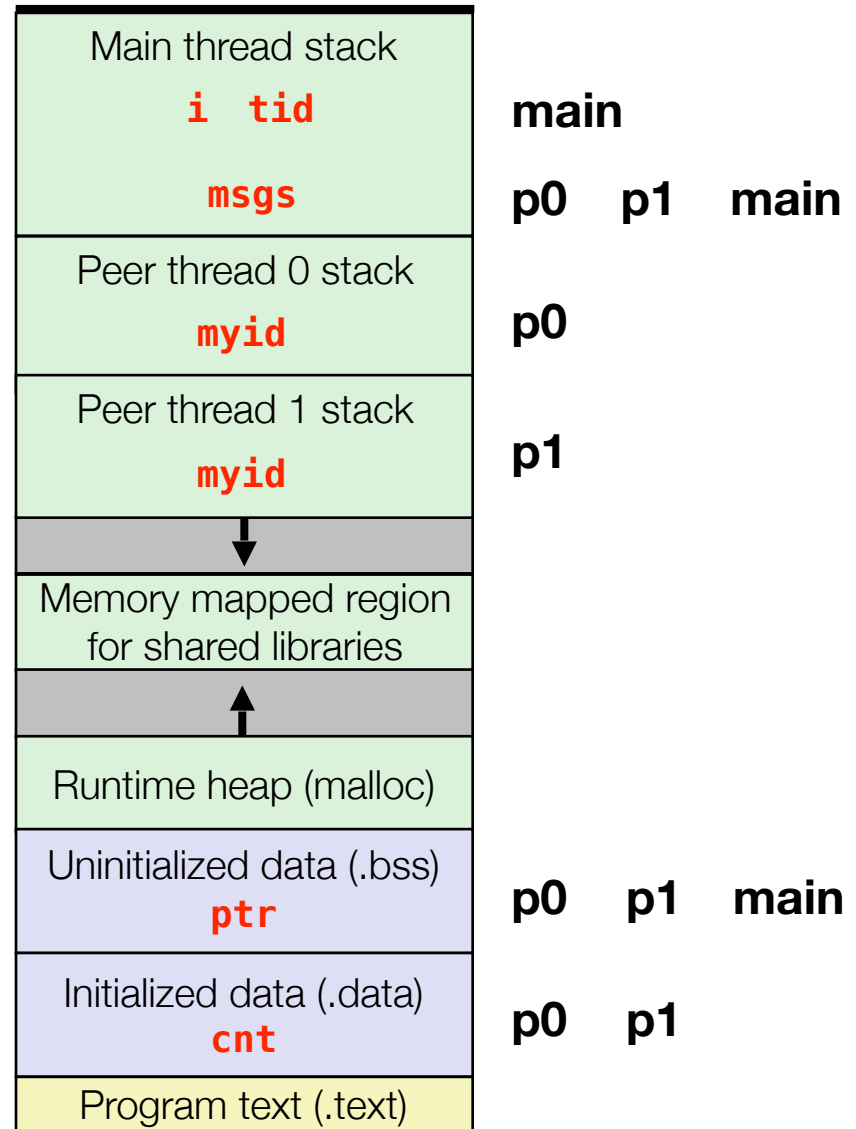 Main thread stack
i tid main
msgs p0 p1 main
Peer thread 0 stack
myid p0
Peer thread 1 stack
myid p1
Memory mapped region
for shared libraries
Runtime heap (malloc)
Uninitialized data (.bss)
ptr p0 p1 main
Initialized data (.data)
cnt p0 p1
Program text (.text)